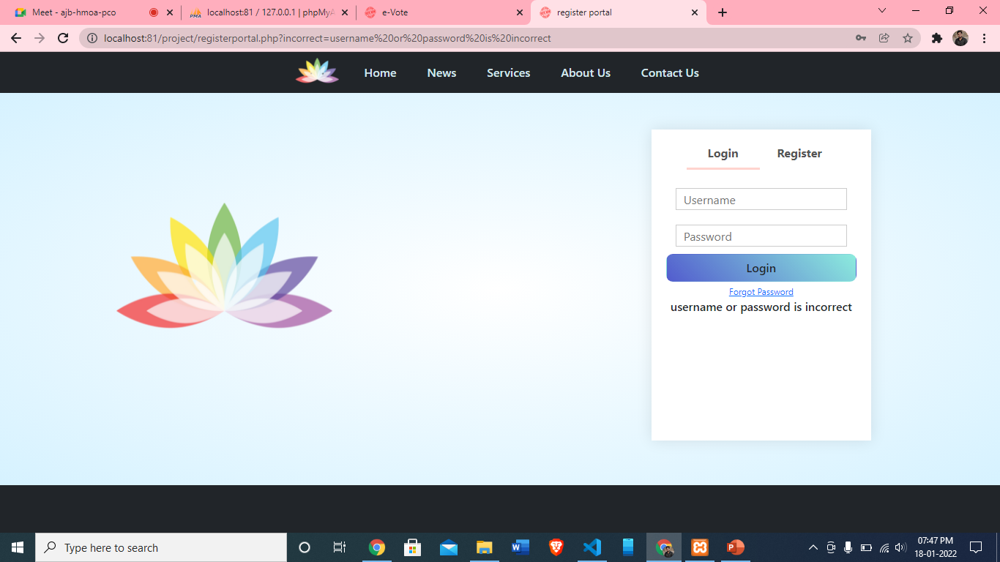 Meet - ajb-hmoa-pco
localhost:81 / 127.0.0.1 | phpMyA
e-Vote
register portal
localhost:81/project/registerportal.php?incorrect=username%20or%20password%20is%20incorrect
Home News Services About Us Contact Us
Login Register
Username
Password
Login
Forgot Password
username or password is incorrect
Type here to search
07:47 PM
18-01-2022